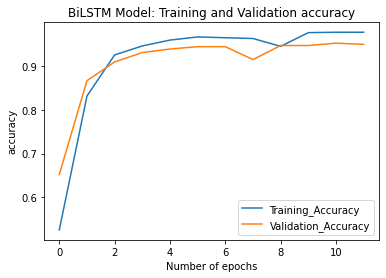 BiLSTM Model: Training and Validation accuracy
accuracy
0.9
0.8
0.7
0.6
Training_Accuracy
Validation_Accuracy
0 2 4 6 8 10
Number of epochs